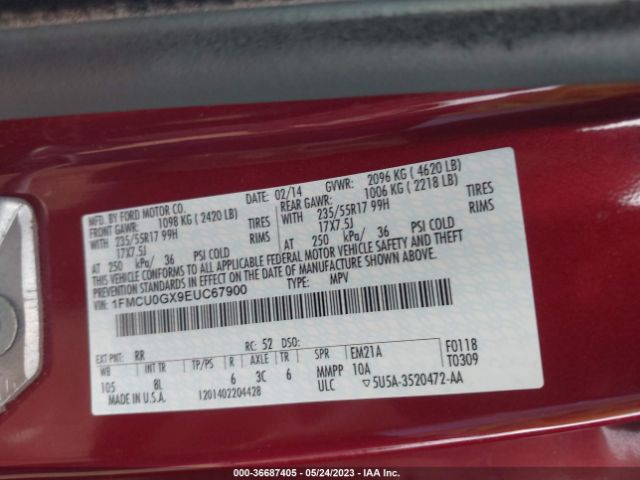 MFD. BY FORD MOTOR CO. DATE: 02/14 GVWR: 2096 KG ( 4620 LB)
FRONT GAWR: 1098 KG ( 2420 LB) REAR GAWR: 1006 KG ( 2218 LB)
WITH 235/55R17 99H TIRES WITH 235/55R17 99H TIRES
17X7.5J RIMS 17X7.5J RIMS
AT 250 kPa/ 36 PSI COLD AT 250 kPa/ 36 PSI COLD
THIS VEHICLE CONFORMS TO ALL APPLICABLE FEDERAL MOTOR VEHICLE SAFETY AND THEFT
PREVENTION STANDARDS IN EFFECT ON THE DATE OF MANUFACTURE SHOWN ABOVE.
VIN: 1FMCU0GX9EUC67900 TYPE: MPV
EXT PNT: RR RC: 52 DSO: F0118
WB INT TR TP/PS R AXLE TR SPR EM21A T0309
105 8L 6 3C 6 MMPP 10A
MADE IN U.S.A. 1201402204428 ULC ▽5U5A-3520472-AA
000-36687405 - 05/24/2023 - IAA Inc.